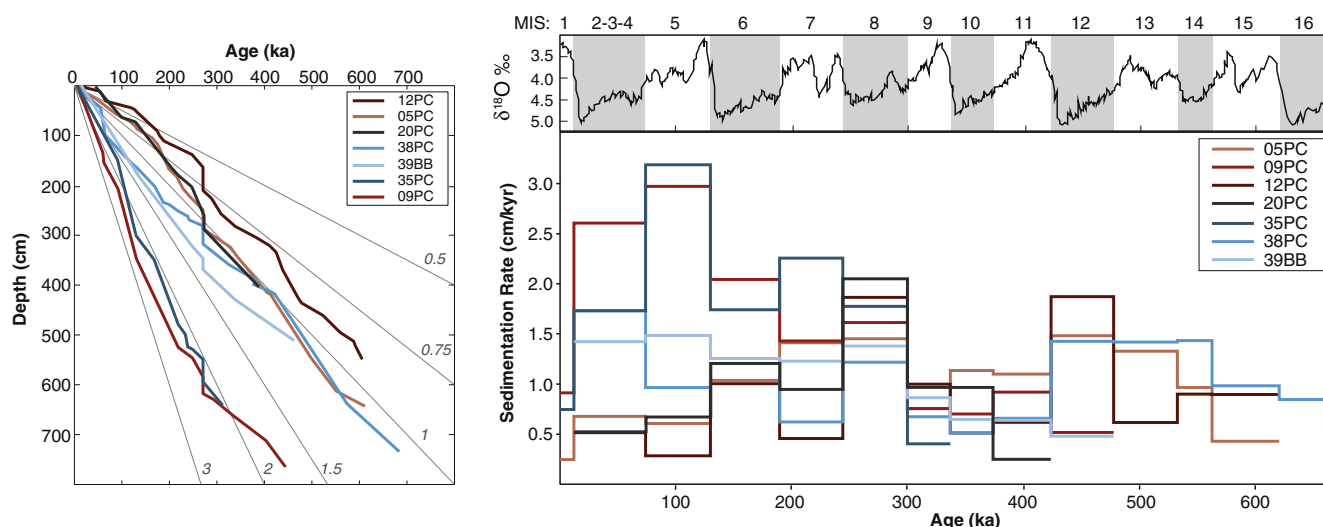 Age (ka)
0 100 200 300 400 500 600 700
Depth (cm)
100
200
300
400
500
600
700
12PC
05PC
20PC
38PC
39BB
35PC
09PC
0.5
0.75
1
1.5
2
3
MIS: 1 2-3-4 5 6 7 8 9 10 11 12 13 14 15 16
δ18O ‰
3.5
4.0
4.5
5.0
Sedimentation Rate (cm/kyr)
3.0
2.5
2.0
1.5
1.0
0.5
05PC
09PC
12PC
20PC
35PC
38PC
39BB
100 200 300 400 500 600
Age (ka)